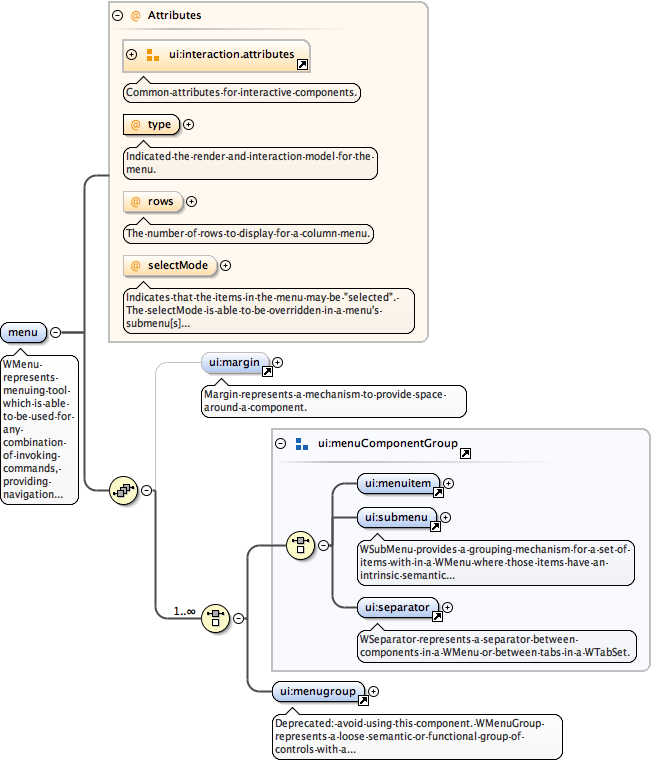 Attributes
ui:interaction.attributes
Common attributes for interactive components.
type
Indicated the render and interaction model for the
menu.
rows
The number of rows to display for a column menu.
selectMode
Indicates that the items in the menu may be "selected".
The selectMode is able to be overridden in a menu's
submenu[s]...
menu
WMenu
represents
menuing tool
which is able
to be used for
any
combination
of invoking
commands,
providing
navigation...
ui:margin
Margin represents a mechanism to provide space
around a component.
ui:menuComponentGroup
ui:menuitem
ui:submenu
WSubMenu provides a grouping mechanism for a set of
items with in a WMenu where those items have an
intrinsic semantic...
1..∞
ui:separator
WSeparator represents a separator between
components in a WMenu or between tabs in a WTabSet.
ui:menugroup
Deprecated: avoid using this component. WMenuGroup
represents a loose semantic or functional group of
controls with a...